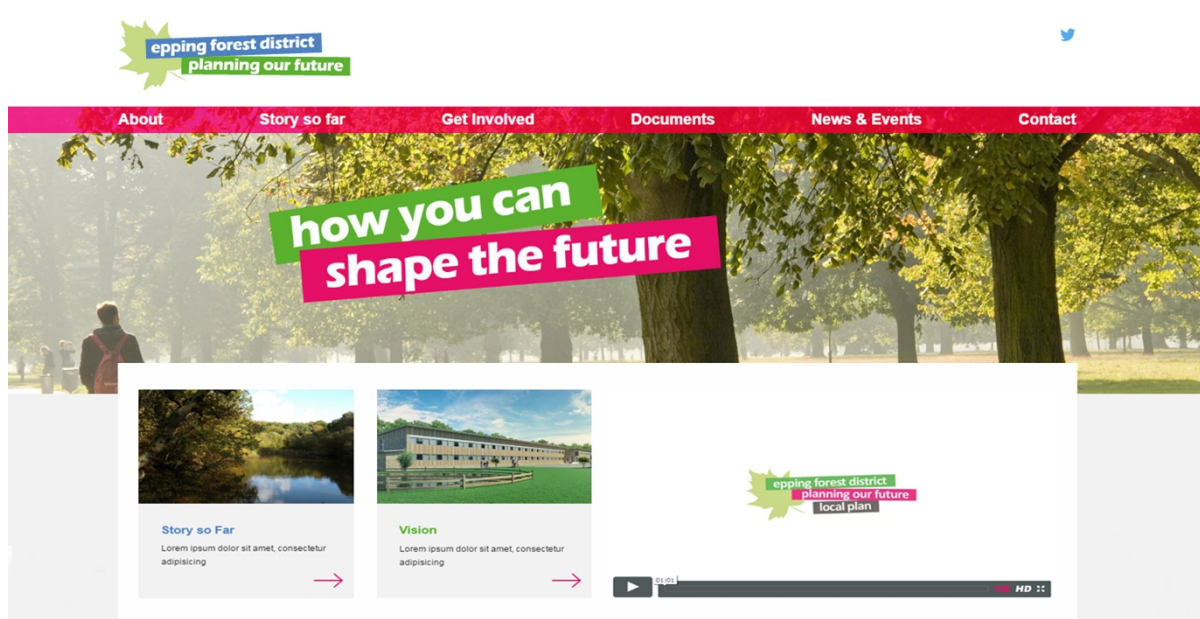 epping forest district
planning our future
About Story so far Get Involved Documents News & Events Contact
how you can
shape the future
Story so Far
Lorem ipsum dolor sit amet, consectetur
adipisicing
Vision
Lorem ipsum dolor sit amet, consectetur
adipisicing
epping forest district
planning our future
local plan
01:01
HD